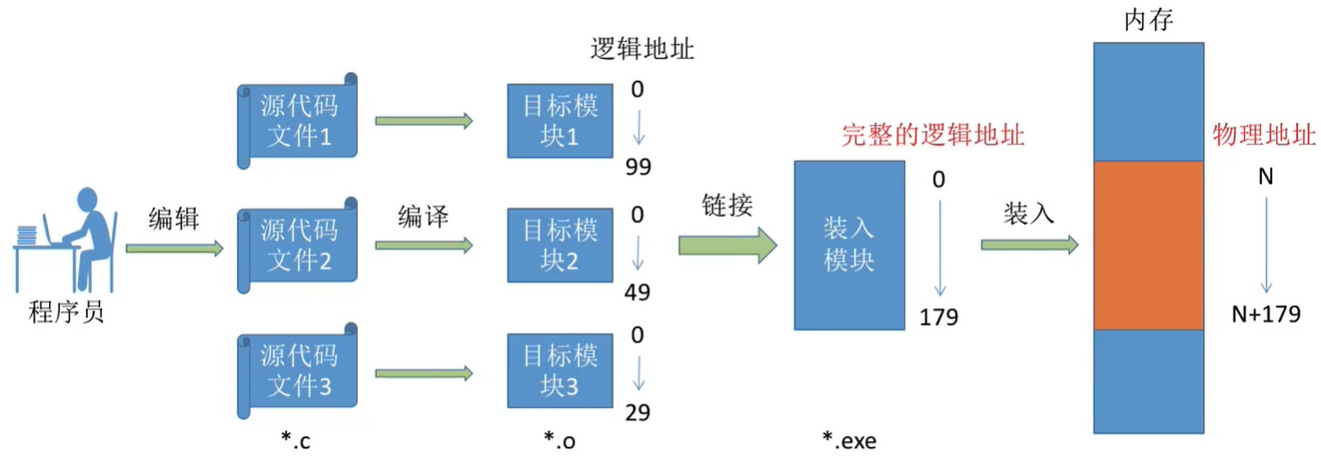 内存
逻辑地址
源代码
文件1
目标模
块1
0
99
完整的逻辑地址
物理地址
程序员
编辑
源代码
文件2
编译
目标模
块2
0
49
链接
装入
模块
0
179
装入
N
N+179
源代码
文件3
目标模
块3
0
29
*.c
*.o
*.exe